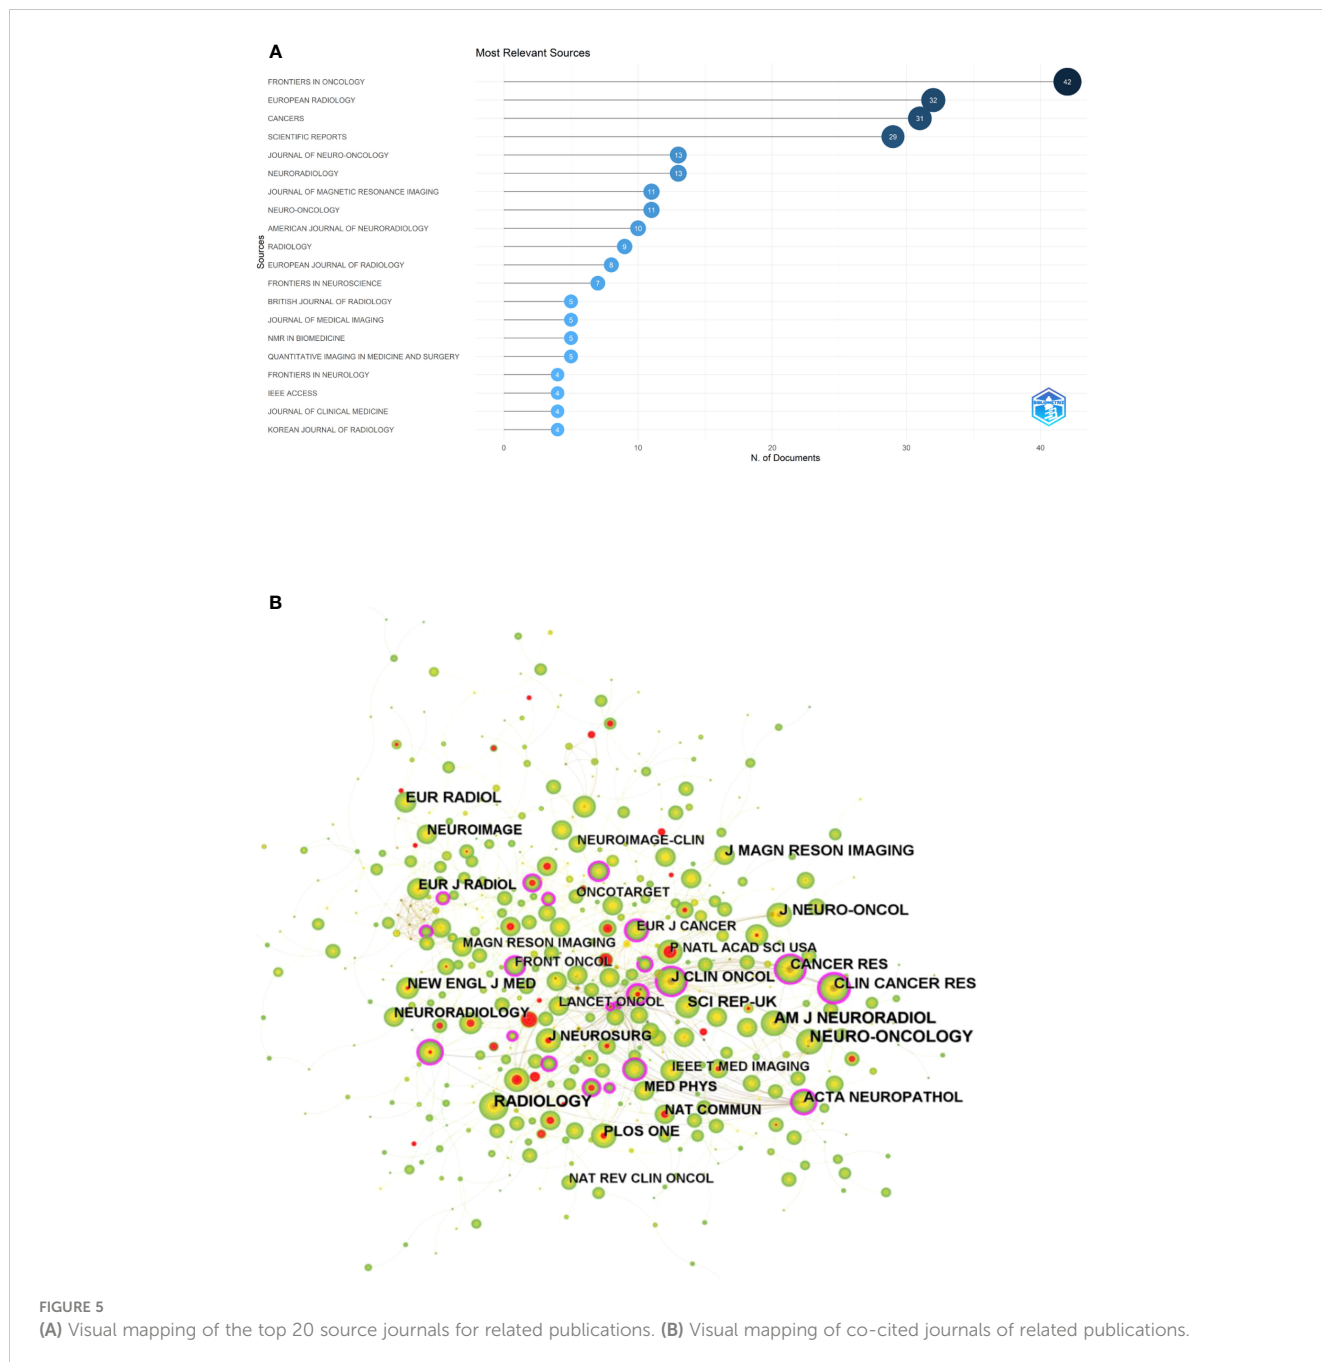 A
Most Relevant Sources
FRONTIERS IN ONCOLOGY 42
EUROPEAN RADIOLOGY 32
CANCERS 31
SCIENTIFIC REPORTS 29
JOURNAL OF NEURO-ONCOLOGY 13
NEURORADIOLOGY 13
JOURNAL OF MAGNETIC RESONANCE IMAGING 11
NEURO-ONCOLOGY 11
AMERICAN JOURNAL OF NEURORADIOLOGY 10
Sources
RADIOLOGY 9
EUROPEAN JOURNAL OF RADIOLOGY 8
FRONTIERS IN NEUROSCIENCE 7
BRITISH JOURNAL OF RADIOLOGY 5
JOURNAL OF MEDICAL IMAGING 5
NMR IN BIOMEDICINE 5
QUANTITATIVE IMAGING IN MEDICINE AND SURGERY 5
FRONTIERS IN NEUROLOGY 4
IEEE ACCESS 4
JOURNAL OF CLINICAL MEDICINE 4
KOREAN JOURNAL OF RADIOLOGY 4
BIBLIOMETRIX
0 10 20 30 40
N. of Documents
B
EUR RADIOL
NEUROIMAGE
NEUROIMAGE-CLIN
J MAGN RESON IMAGING
EUR J RADIOL
ONCOTARGET
J NEURO-ONCOL
EUR J CANCER
MAGN RESON IMAGING
P NATL ACAD SCI USA
FRONT ONCOL
CANCER RES
J CLIN ONCOL
NEW ENGL J MED
CLIN CANCER RES
LANCET ONCOL
SCI REP-UK
NEURORADIOLOGY
AM J NEURORADIOL
J NEUROSURG
NEURO-ONCOLOGY
IEEE T MED IMAGING
MED PHYS
RADIOLOGY
ACTA NEUROPATHOL
NAT COMMUN
PLOS ONE
NAT REV CLIN ONCOL
FIGURE 5
(A) Visual mapping of the top 20 source journals for related publications. (B) Visual mapping of co-cited journals of related publications.